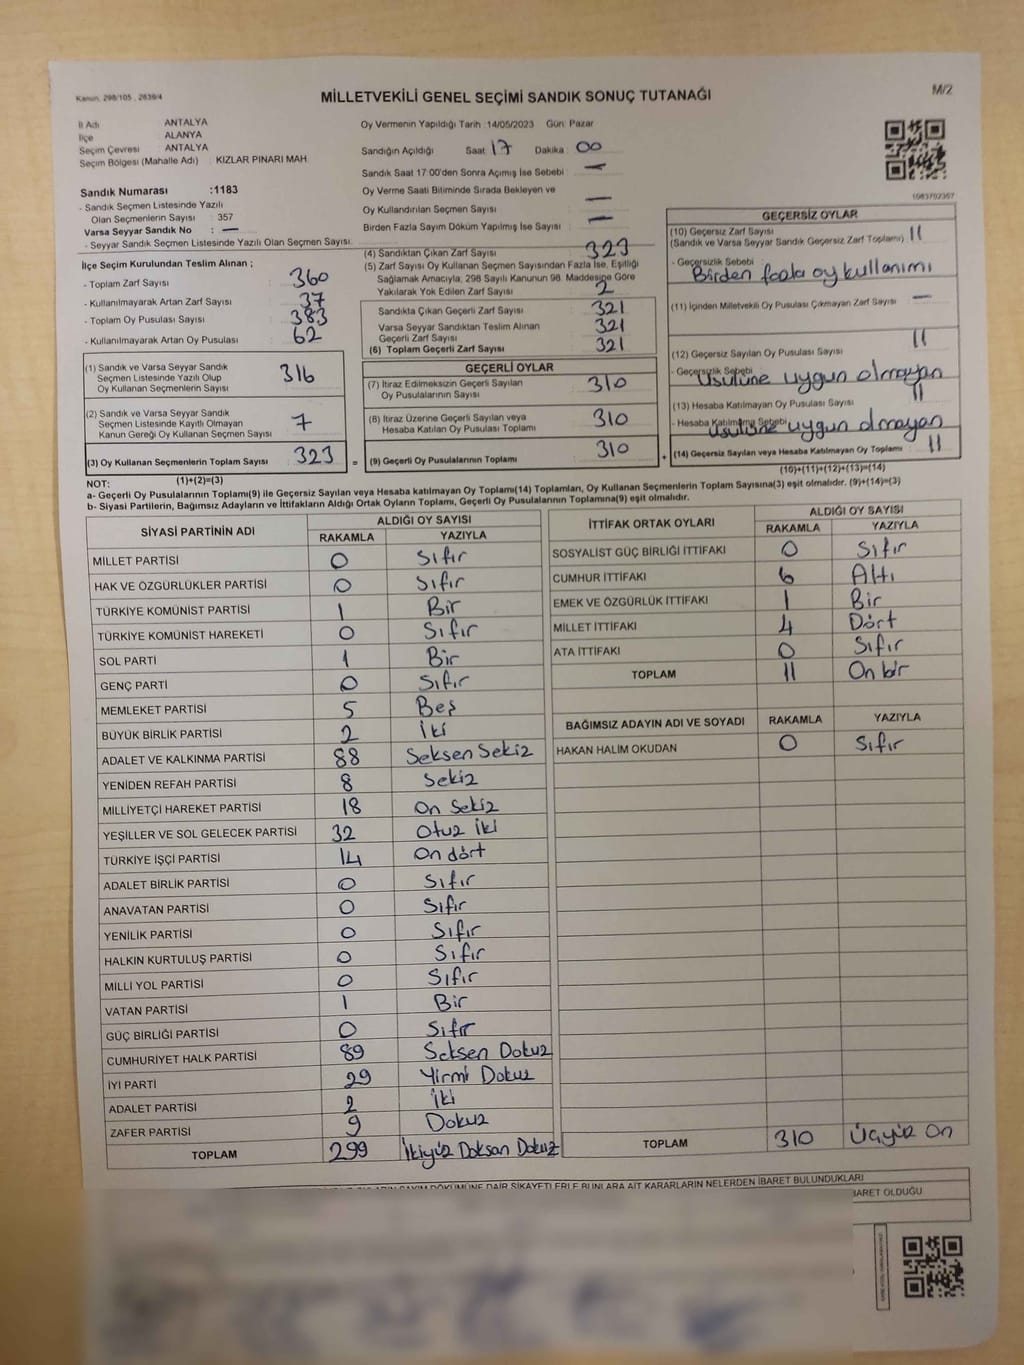 Kanun, 298/105 , 2839/4
MİLLETVEKİLİ GENEL SEÇİMİ SANDIK SONUÇ TUTANAĞI
M/2
İl Adı ANTALYA
İlçe ALANYA
Seçim Çevresi ANTALYA
Seçim Bölgesi (Mahalle Adı) : KIZLAR PINARI MAH.
Sandık Numarası :1183
- Sandık Seçmen Listesinde Yazılı
Olan Seçmenlerin Sayısı : 357
Varsa Seyyar Sandık No : —
- Seyyar Sandık Seçmen Listesinde Yazılı Olan Seçmen Sayısı
Oy Vermenin Yapıldığı Tarih :14/05/2023 Gün: Pazar
Sandığın Açıldığı Saat: 17 Dakika : 00
Sandık Saat 17.00'den Sonra Açımış İse Sebebi : —
Oy Verme Saati Bitiminde Sırada Bekleyen ve
Oy Kullandırılan Seçmen Sayısı : —
Birden Fazla Sayım Döküm Yapılmış İse Sayısı : —
1083702367
İlçe Seçim Kurulundan Teslim Alınan ;
- Toplam Zarf Sayısı : 360
- Kullanılmayarak Artan Zarf Sayısı : 37
- Toplam Oy Pusulası Sayısı : 383
- Kullanılmayarak Artan Oy Pusulası : 62
(1) Sandık ve Varsa Seyyar Sandık
Seçmen Listesinde Yazılı Olup
Oy Kullanan Seçmenlerin Sayısı : 316
(2) Sandık ve Varsa Seyyar Sandık
Seçmen Listesinde Kayıtlı Olmayan
Kanun Gereği Oy Kullanan Seçmen Sayısı : 7
(3) Oy Kullanan Seçmenlerin Toplam Sayısı : 323
(1)+(2)=(3)
(4) Sandıktan Çıkan Zarf Sayısı : 323
(5) Zarf Sayısı Oy Kullanan Seçmen Sayısından Fazla İse, Eşitliği
Sağlamak Amacıyla, 298 Sayılı Kanunun 98. Maddesine Göre
Yakılarak Yok Edilen Zarf Sayısı : 2
Sandıkta Çıkan Geçerli Zarf Sayısı : 321
Varsa Seyyar Sandıktan Teslim Alınan
Geçerli Zarf Sayısı : 321
(6) Toplam Geçerli Zarf Sayısı : 321
GEÇERLİ OYLAR
(7) İtiraz Edilmeksizin Geçerli Sayılan
Oy Pusulalarının Sayısı : 310
(8) İtiraz Üzerine Geçerli Sayılan veya
Hesaba Katılan Oy Pusulası Toplamı : 310
= (9) Geçerli Oy Pusulalarının Toplamı : 310
GEÇERSİZ OYLAR
(10) Geçersiz Zarf Sayısı
(Sandık ve Varsa Seyyar Sandık Geçersiz Zarf Toplamı) : 11
- Geçersizlik Sebebi :
Birden fazla oy kullanımı
(11) İçinden Milletvekili Oy Pusulası Çıkmayan Zarf Sayısı : —
(12) Geçersiz Sayılan Oy Pusulası Sayısı : 11
- Geçersizlik Sebebi :
Usulüne uygun olmayan
(13) Hesaba Katılmayan Oy Pusulası Sayısı : 11
- Hesaba Katılmama Sebebi :
Usulüne uygun olmayan
+ (14) Geçersiz Sayılan veya Hesaba Katılmayan Oy Toplamı : 11
(10)+(11)+(12)+(13)=(14)
NOT:
a- Geçerli Oy Pusulalarının Toplamı(9) ile Geçersiz Sayılan veya Hesaba katılmayan Oy Toplamı(14) Toplamları, Oy Kullanan Seçmenlerin Toplam Sayısına(3) eşit olmalıdır. (9)+(14)=(3)
b- Siyasi Partilerin, Bağımsız Adayların ve İttifakların Aldığı Ortak Oyların Toplamı, Geçerli Oy Pusulalarının Toplamına(9) eşit olmalıdır.
SİYASİ PARTİNİN ADI ALDIĞI OY SAYISI
RAKAMLA YAZIYLA
MİLLET PARTİSİ 0 Sıfır
HAK VE ÖZGÜRLÜKLER PARTİSİ 0 Sıfır
TÜRKİYE KOMÜNİST PARTİSİ 1 Bir
TÜRKİYE KOMÜNİST HAREKETİ 0 Sıfır
SOL PARTİ 1 Bir
GENÇ PARTİ 0 Sıfır
MEMLEKET PARTİSİ 5 Beş
BÜYÜK BİRLİK PARTİSİ 2 İki
ADALET VE KALKINMA PARTİSİ 88 Seksen Sekiz
YENİDEN REFAH PARTİSİ 8 Sekiz
MİLLİYETÇİ HAREKET PARTİSİ 18 On Sekiz
YEŞİLLER VE SOL GELECEK PARTİSİ 32 Otuz iki
TÜRKİYE İŞÇİ PARTİSİ 14 On dört
ADALET BİRLİK PARTİSİ 0 Sıfır
ANAVATAN PARTİSİ 0 Sıfır
YENİLİK PARTİSİ 0 Sıfır
HALKIN KURTULUŞ PARTİSİ 0 Sıfır
MİLLİ YOL PARTİSİ 0 Sıfır
VATAN PARTİSİ 1 Bir
GÜÇ BİRLİĞİ PARTİSİ 0 Sıfır
CUMHURİYET HALK PARTİSİ 89 Seksen Dokuz
İYİ PARTİ 29 Yirmi Dokuz
ADALET PARTİSİ 2 İki
ZAFER PARTİSİ 9 Dokuz
TOPLAM 299 İkiyüz Doksan Dokuz
İTTİFAK ORTAK OYLARI ALDIĞI OY SAYISI
RAKAMLA YAZIYLA
SOSYALİST GÜÇ BİRLİĞİ İTTİFAKI 0 Sıfır
CUMHUR İTTİFAKI 6 Altı
EMEK VE ÖZGÜRLÜK İTTİFAKI 1 Bir
MİLLET İTTİFAKI 4 Dört
ATA İTTİFAKI 0 Sıfır
TOPLAM 11 On bir
BAĞIMSIZ ADAYIN ADI VE SOYADI RAKAMLA YAZIYLA
HAKAN HALİM OKUDAN 0 Sıfır
TOPLAM 310 Üçyüz On
SAYIM DÖKÜMÜNE DAİR ŞİKAYETLERLE BUNLARA AİT KARARLARIN NELERDEN İBARET BULUNDUKLARI
İBARET OLDUĞU